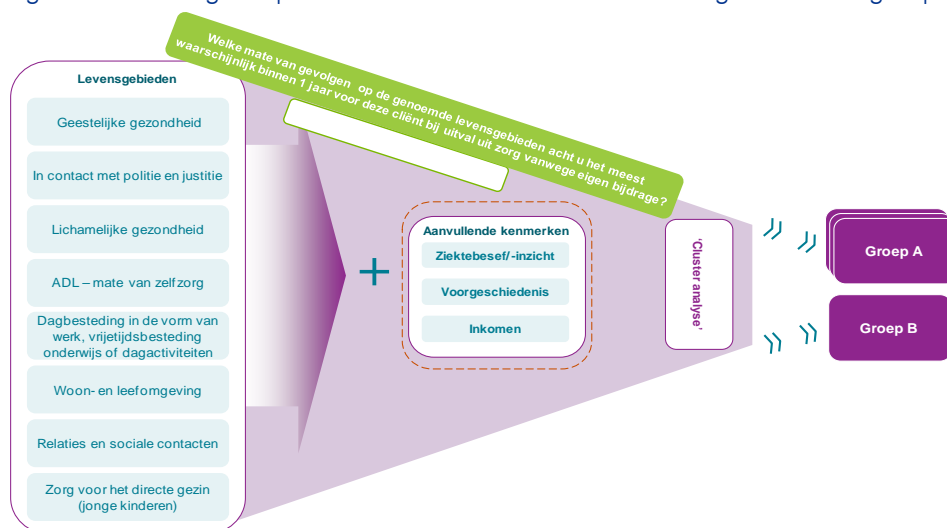 Welke mate van gevolgen op de genoemde levensgebieden acht u het meest
waarschijnlijk binnen 1 jaar voor deze cliënt bij uitval uit zorg vanwege eigen bijdrage?
Levensgebieden
Geestelijke gezondheid
In contact met politie en justitie
Lichamelijke gezondheid
ADL – mate van zelfzorg
Dagbesteding in de vorm van
werk, vrijetijdsbesteding
onderwijs of dagactiviteiten
Woon- en leefomgeving
Relaties en sociale contacten
Zorg voor het directe gezin
(jonge kinderen)
+
Aanvullende kenmerken
Ziektebesef/-inzicht
Voorgeschiedenis
Inkomen
'Cluster analyse'
Groep A
Groep B